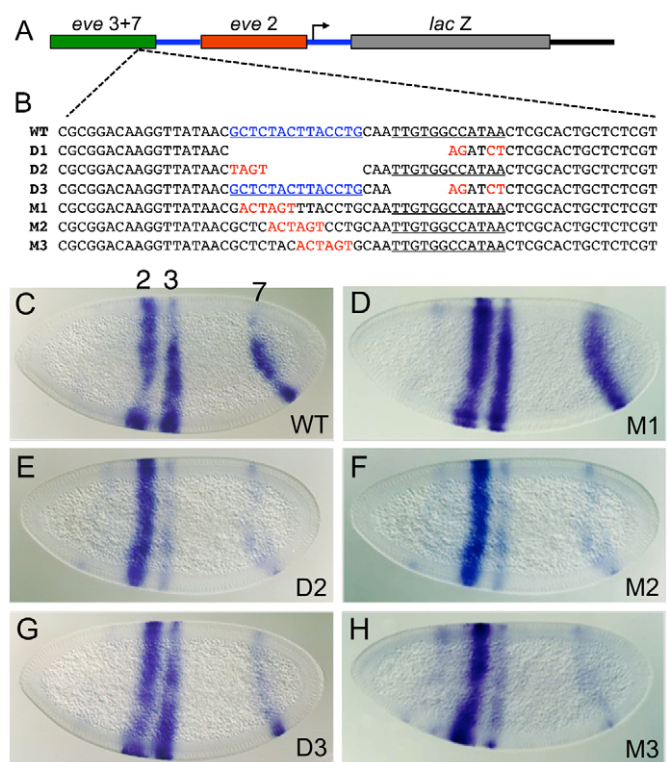 A eve 3+7 eve 2 lac Z
B
WT CGCGGACAAGGTTATAACGCTCTACTTACCTGCAATTGTGGCCATAACTCGCACTGCTCTCGT
D1 CGCGGACAAGGTTATAAC AGATCTCTCGCACTGCTCTCGT
D2 CGCGGACAAGGTTATAACTAGT CAATTGTGGCCATAACTCGCACTGCTCTCGT
D3 CGCGGACAAGGTTATAACGCTCTACTTACCTGCAA AGATCTCTCGCACTGCTCTCGT
M1 CGCGGACAAGGTTATAACGACTAGTTTACCTGCAATTGTGGCCATAACTCGCACTGCTCTCGT
M2 CGCGGACAAGGTTATAACGCTCACTAGTCCTGCAATTGTGGCCATAACTCGCACTGCTCTCGT
M3 CGCGGACAAGGTTATAACGCTCTACACTAGTGCAATTGTGGCCATAACTCGCACTGCTCTCGT
C 2 3 7 WT
D M1
E D2
F M2
G D3
H M3